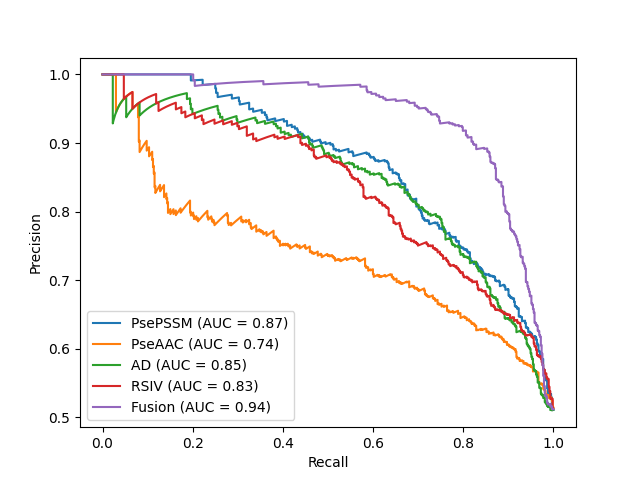 1.0
0.9
0.8
0.7
0.6
0.5
Precision
PsePSSM (AUC = 0.87)
PseAAC (AUC = 0.74)
AD (AUC = 0.85)
RSIV (AUC = 0.83)
Fusion (AUC = 0.94)
0.0 0.2 0.4 0.6 0.8 1.0
Recall